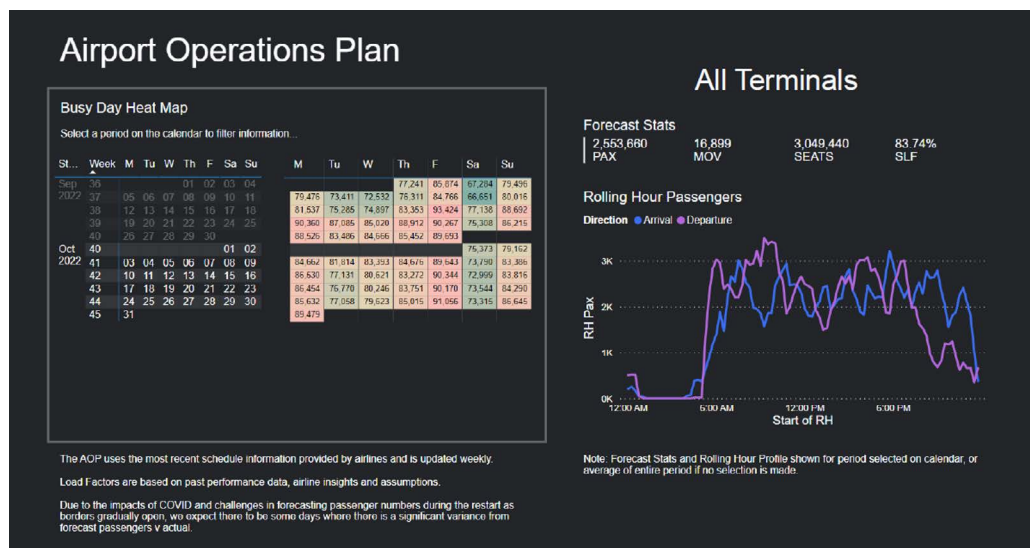 Airport Operations Plan
Busy Day Heat Map
Select a period on the calendar to filter information...
St... Week M Tu W Th F Sa Su M Tu W Th F Sa Su
Sep 36 01 02 03 04 77,241 85,874 67,284 79,496
2022 37 05 06 07 08 09 10 11 79,476 73,411 72,532 76,311 84,766 66,651 80,016
38 12 13 14 15 16 17 18 81,537 75,285 74,897 83,353 93,424 77,138 88,692
39 19 20 21 22 23 24 25 90,360 87,085 85,020 88,912 90,267 75,308 86,215
40 26 27 28 29 30 88,526 83,486 84,666 85,452 89,693
Oct 40 01 02 75,373 79,162
2022 41 03 04 05 06 07 08 09 84,662 81,814 83,393 84,676 89,643 73,790 83,386
42 10 11 12 13 14 15 16 86,630 77,131 80,621 83,272 90,344 72,999 83,816
43 17 18 19 20 21 22 23 86,454 76,770 80,246 83,751 90,170 73,544 84,290
44 24 25 26 27 28 29 30 85,632 77,058 79,623 85,015 91,056 73,315 86,645
45 31 89,479
The AOP uses the most recent schedule information provided by airlines and is updated weekly.
Load Factors are based on past performance data, airline insights and assumptions.
Due to the impacts of COVID and challenges in forecasting passenger numbers during the restart as
borders gradually open, we expect there to be some days where there is a significant variance from
forecast passengers v actual.
All Terminals
Forecast Stats
2,553,660 16,899 3,049,440 83.74%
PAX MOV SEATS SLF
Rolling Hour Passengers
Direction Arrival Departure
RH Pax
3K
2K
1K
0K
12:00 AM 6:00 AM 12:00 PM 6:00 PM
Start of RH
Note: Forecast Stats and Rolling Hour Profile shown for period selected on calendar, or
average of entire period if no selection is made.